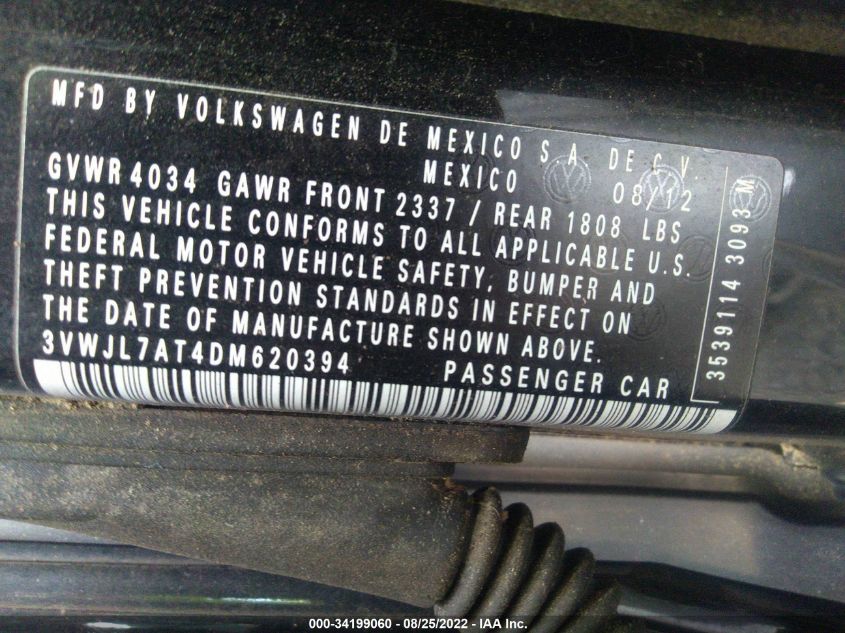 MFD BY VOLKSWAGEN DE MEXICO S.A. DE C.V.
MEXICO 08/12
GVWR 4034 GAWR FRONT 2337 / REAR 1808 LBS
THIS VEHICLE CONFORMS TO ALL APPLICABLE U.S.
FEDERAL MOTOR VEHICLE SAFETY, BUMPER AND
THEFT PREVENTION STANDARDS IN EFFECT ON
THE DATE OF MANUFACTURE SHOWN ABOVE.
3VWJL7AT4DM620394 PASSENGER CAR
3539114 3093 M
000-34199060 - 08/25/2022 - IAA Inc.